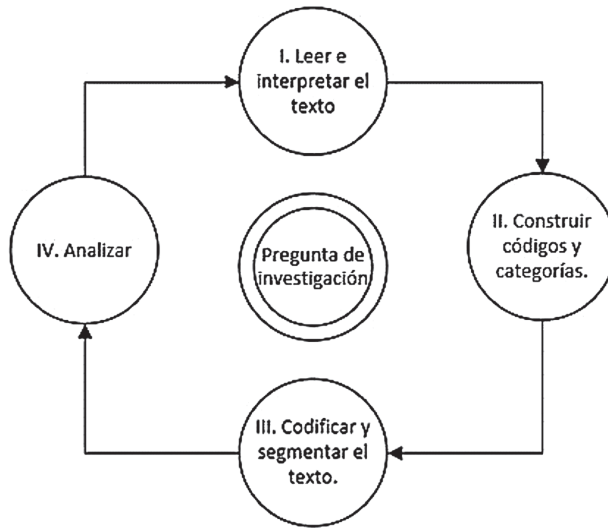 I. Leer e
interpretar el
texto
II. Construir
códigos y
categorías.
III. Codificar y
segmentar el
texto.
IV. Analizar
Pregunta de
investigación